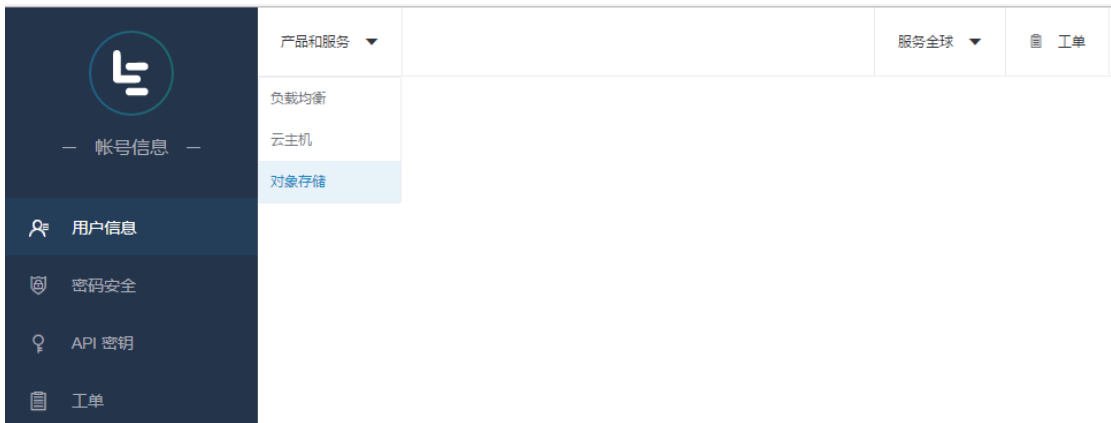 产品和服务
服务全球
工单
负载均衡
云主机
对象存储
— 帐号信息 —
用户信息
密码安全
API 密钥
工单